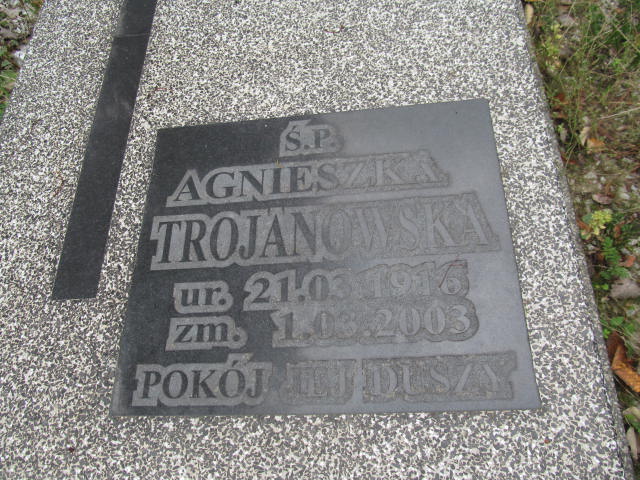 Ś.P.
AGNIESZKA
TROJANOWSKA
ur. 21.03.1916
zm. 1.03.2003
POKÓJ JEJ DUSZY